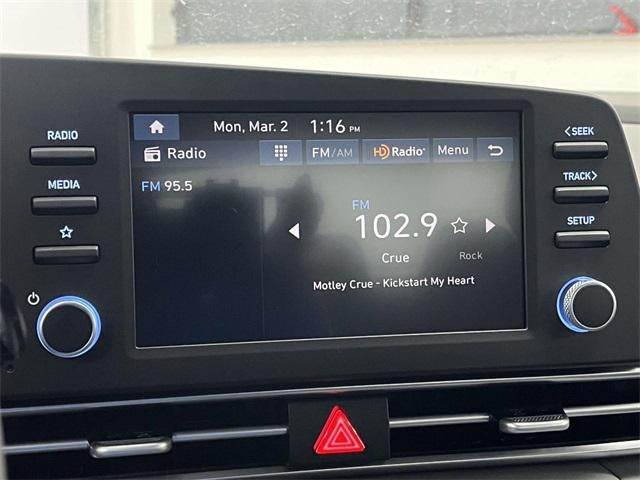 RADIO
MEDIA
Mon, Mar. 2 1:16 PM
Radio FM/AM HD Radio Menu
FM 95.5
FM
102.9
Crue Rock
Motley Crue - Kickstart My Heart
<SEEK
TRACK>
SETUP